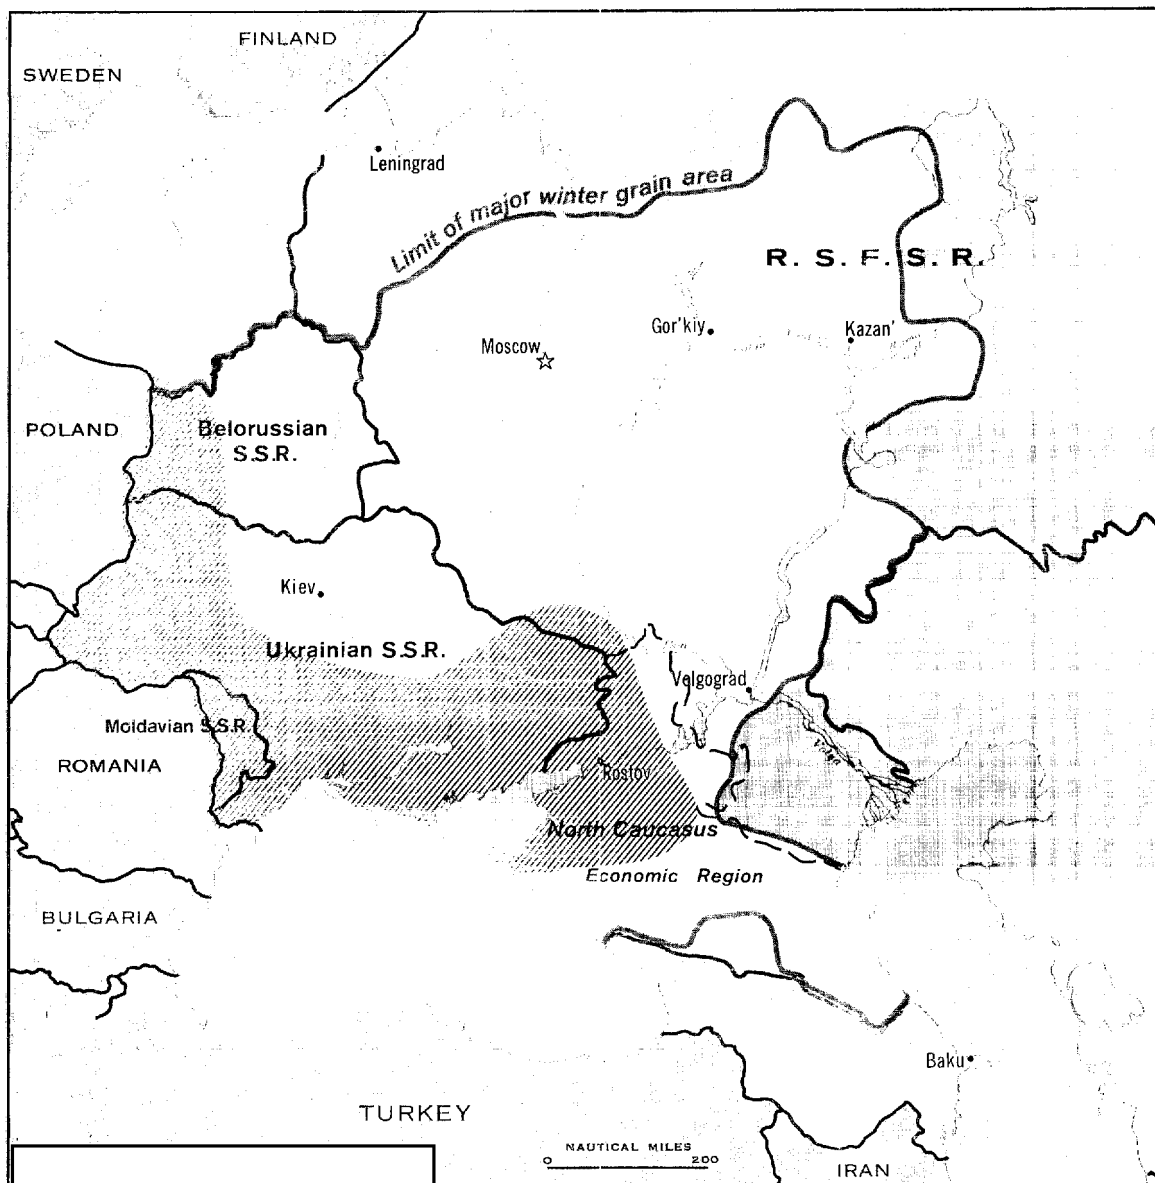 FINLAND
SWEDEN
Leningrad
Limit of major winter grain area
R. S. F. S. R.
Gor'kiy
Kazan'
Moscow
POLAND
Belorussian
S.S.R.
Kiev
Ukrainian S.S.R.
Volgograd
Moldavian S.S.R.
Volga
ROMANIA
Rostov
North Caucasus
Economic Region
BULGARIA
Baku
TURKEY
NAUTICAL MILES
0 200
IRAN